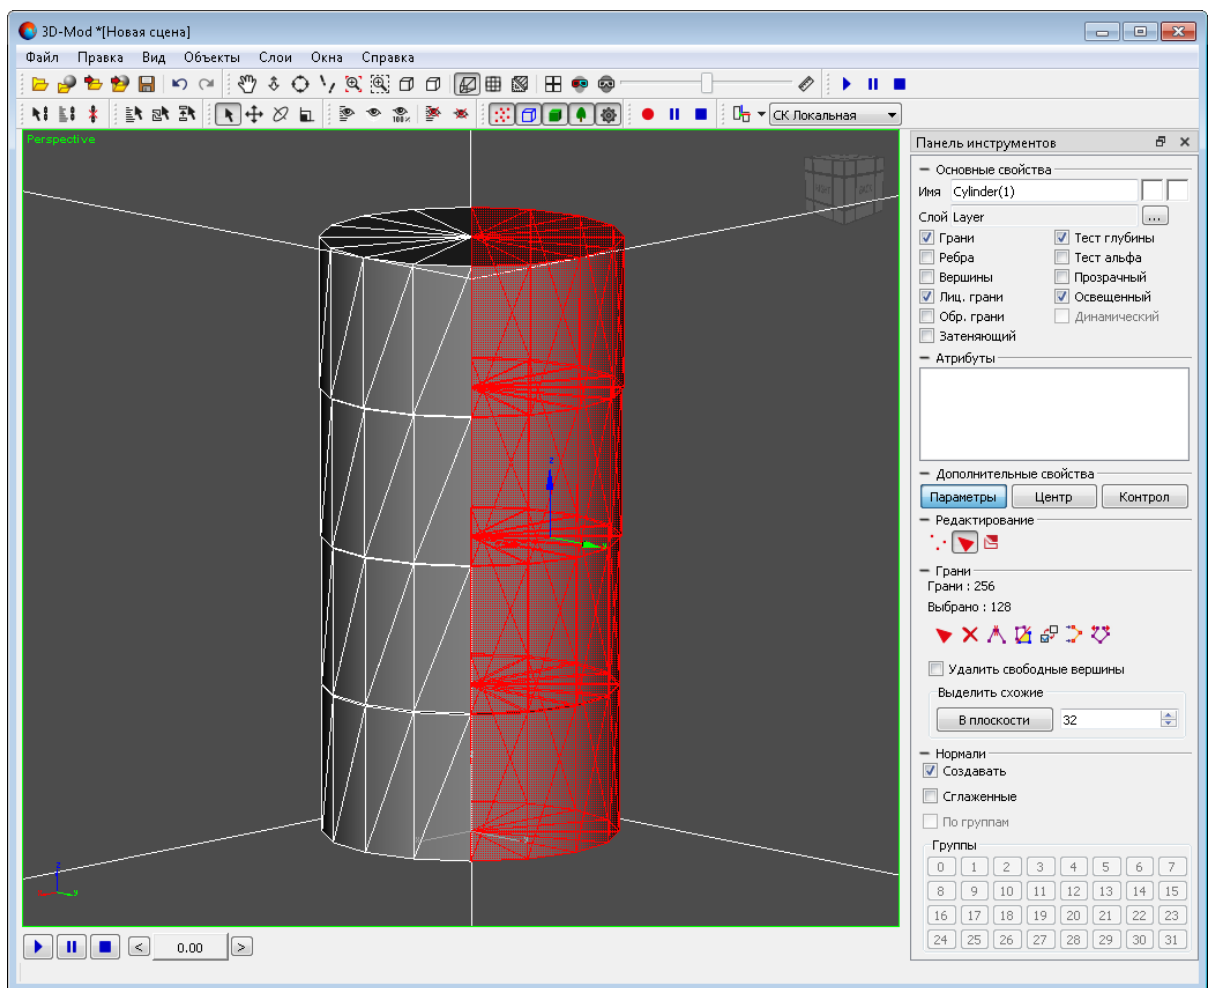 3D-Mod *[Новая сцена]
Файл Правка Вид Объекты Слои Окна Справка
100% СК Локальная
Perspective
Панель инструментов
Основные свойства
Имя Cylinder(1)
Слой Layer ...
Грани Тест глубины
Ребра Тест альфа
Вершины Прозрачный
Лиц. грани Освещенный
Обр. грани Динамический
Затеняющий
Атрибуты
Дополнительные свойства
Параметры Центр Контрол
Редактирование
Грани
Грани : 256
Выбрано : 128
Удалить свободные вершины
Выделить схожие
В плоскости 32
Нормали
Создавать
Сглаженные
По группам
Группы
0 1 2 3 4 5 6 7
8 9 10 11 12 13 14 15
16 17 18 19 20 21 22 23
24 25 26 27 28 29 30 31
z
y
z
y
< 0.00 >